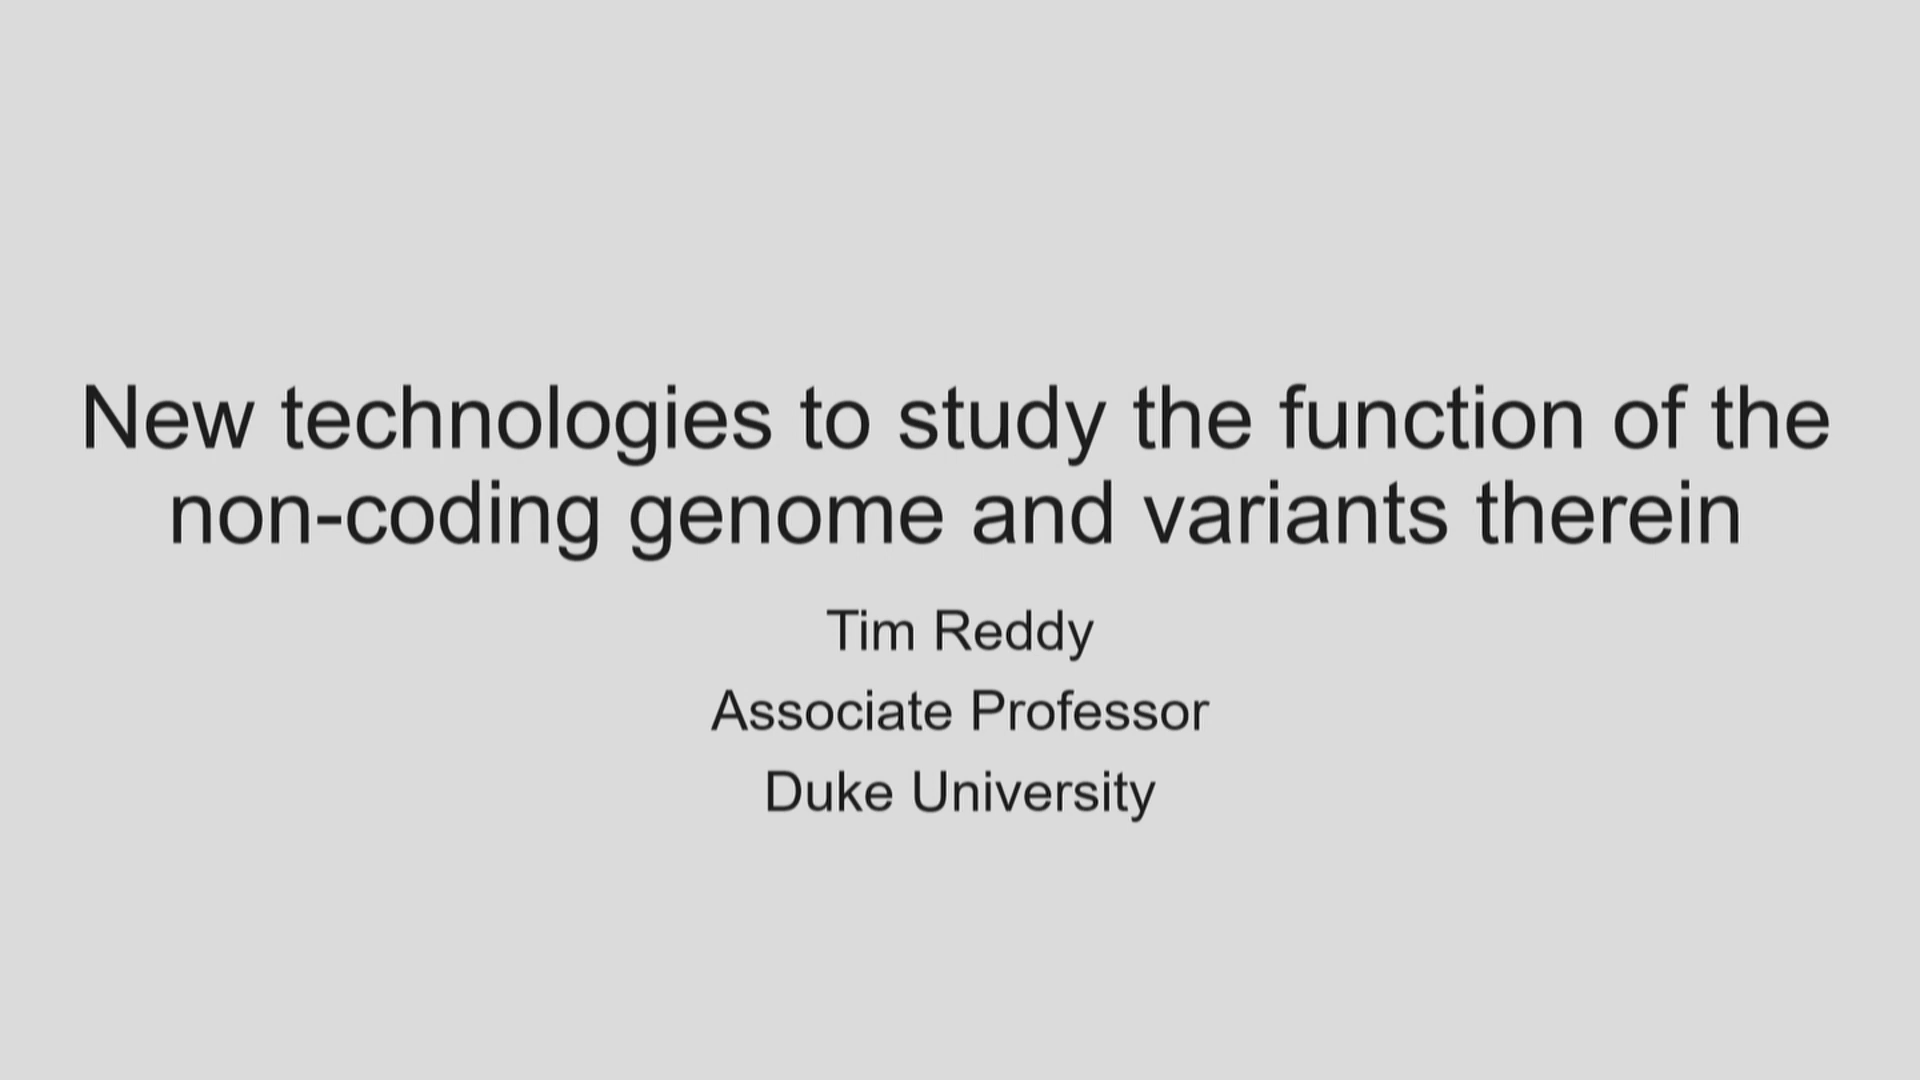 New technologies to study the function of the
non-coding genome and variants therein
Tim Reddy
Associate Professor
Duke University